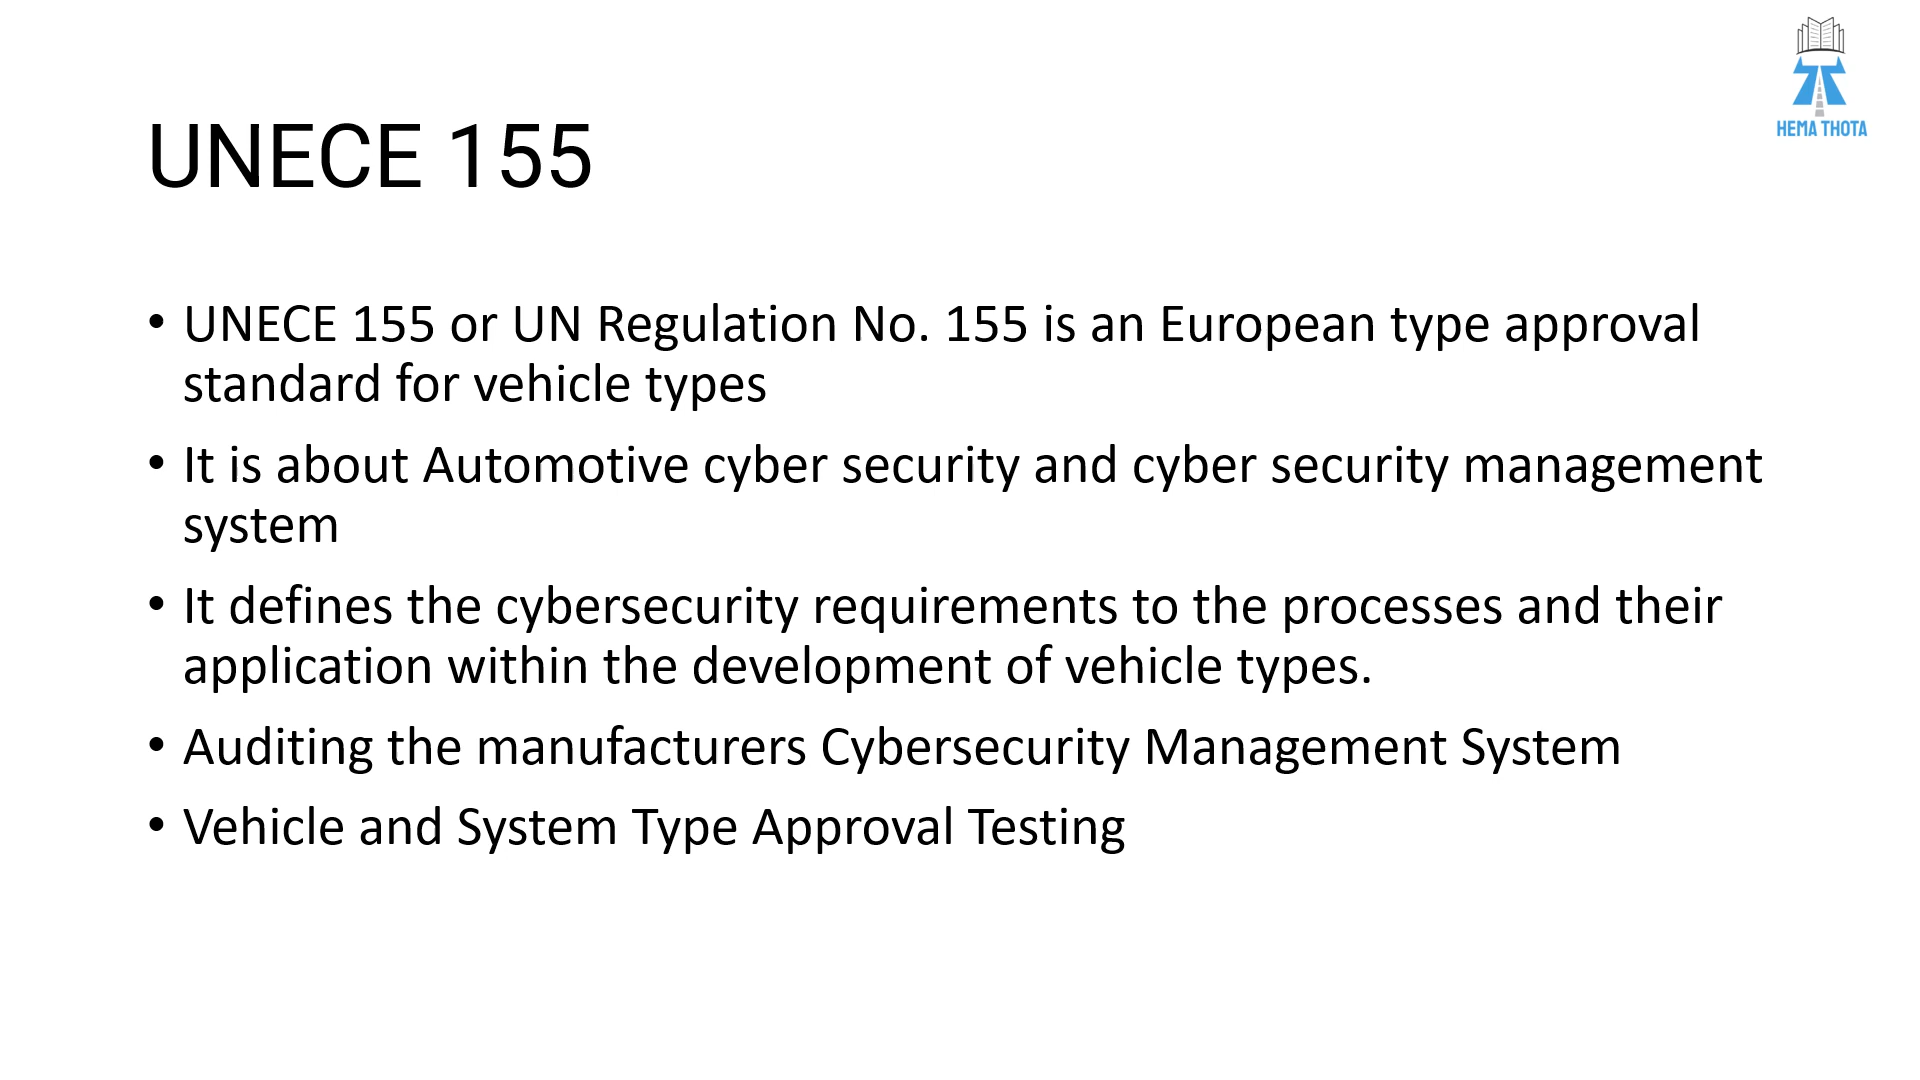 HEMA THOTA
UNECE 155
• UNECE 155 or UN Regulation No. 155 is an European type approval
standard for vehicle types
• It is about Automotive cyber security and cyber security management
system
• It defines the cybersecurity requirements to the processes and their
application within the development of vehicle types.
• Auditing the manufacturers Cybersecurity Management System
• Vehicle and System Type Approval Testing